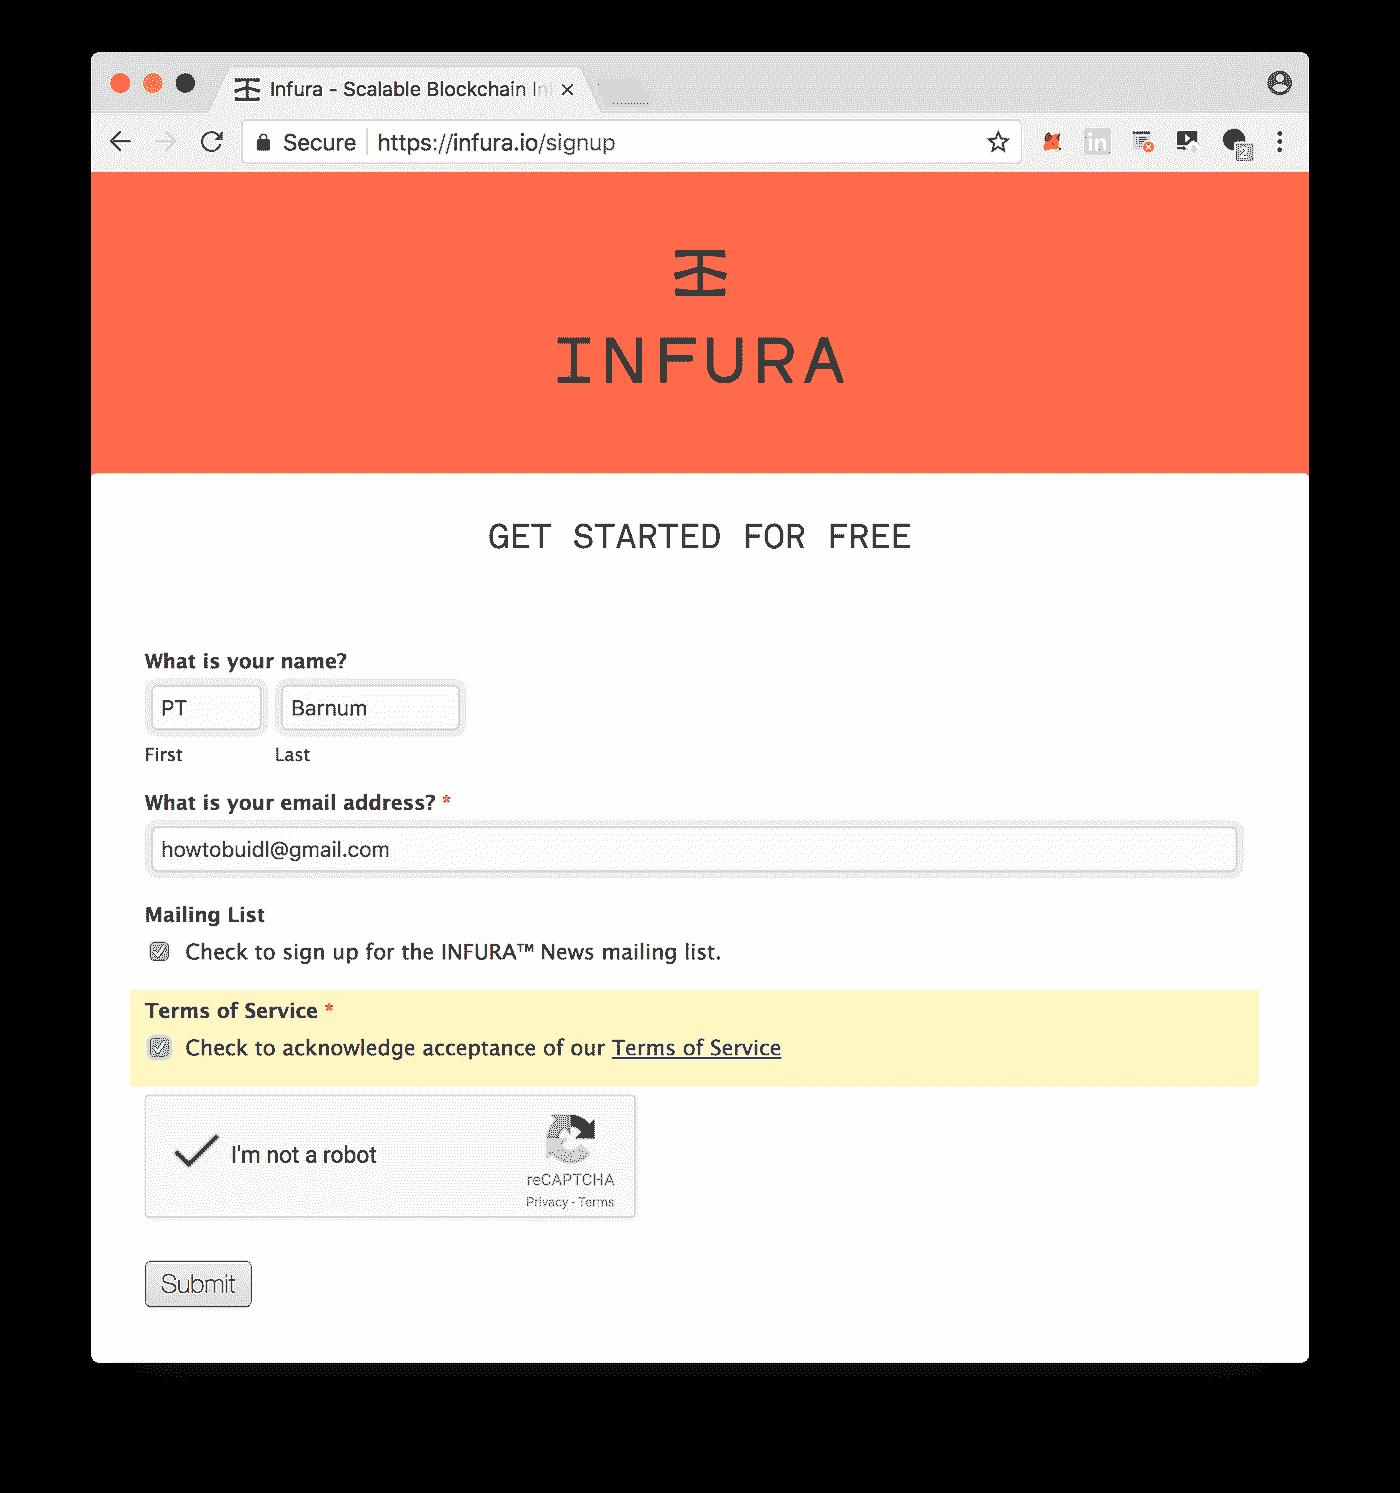 Infura - Scalable Blockchain In
Secure https://infura.io/signup
in
INFURA
GET STARTED FOR FREE
What is your name?
PT Barnum
First Last
What is your email address? *
howtobuidl@gmail.com
Mailing List
Check to sign up for the INFURA™ News mailing list.
Terms of Service *
Check to acknowledge acceptance of our Terms of Service
I'm not a robot
reCAPTCHA
Privacy - Terms
Submit